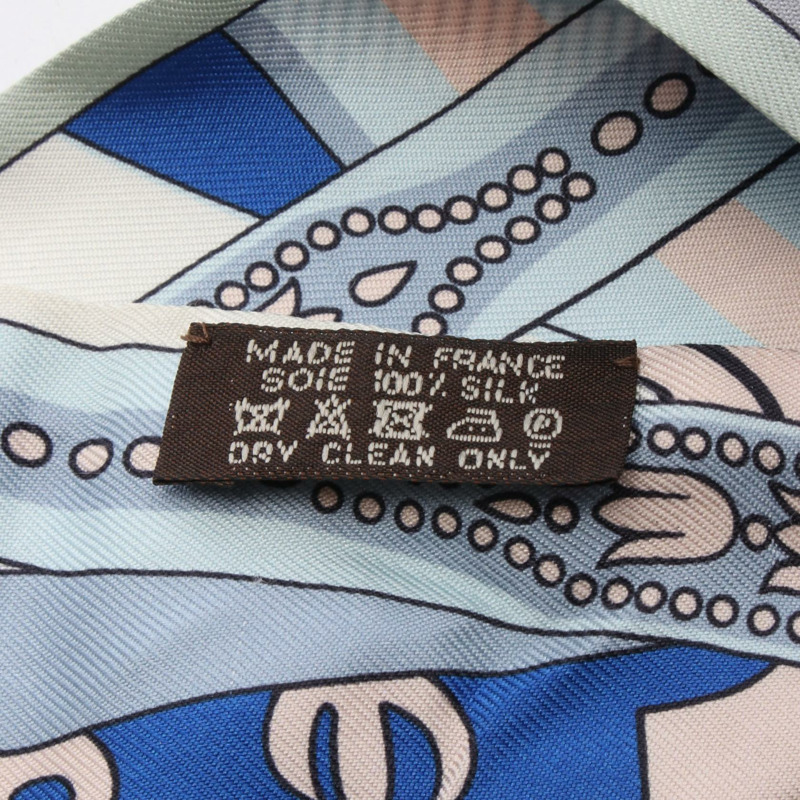 MADE IN FRANCE
SOIE 100% SILK
P
DRY CLEAN ONLY